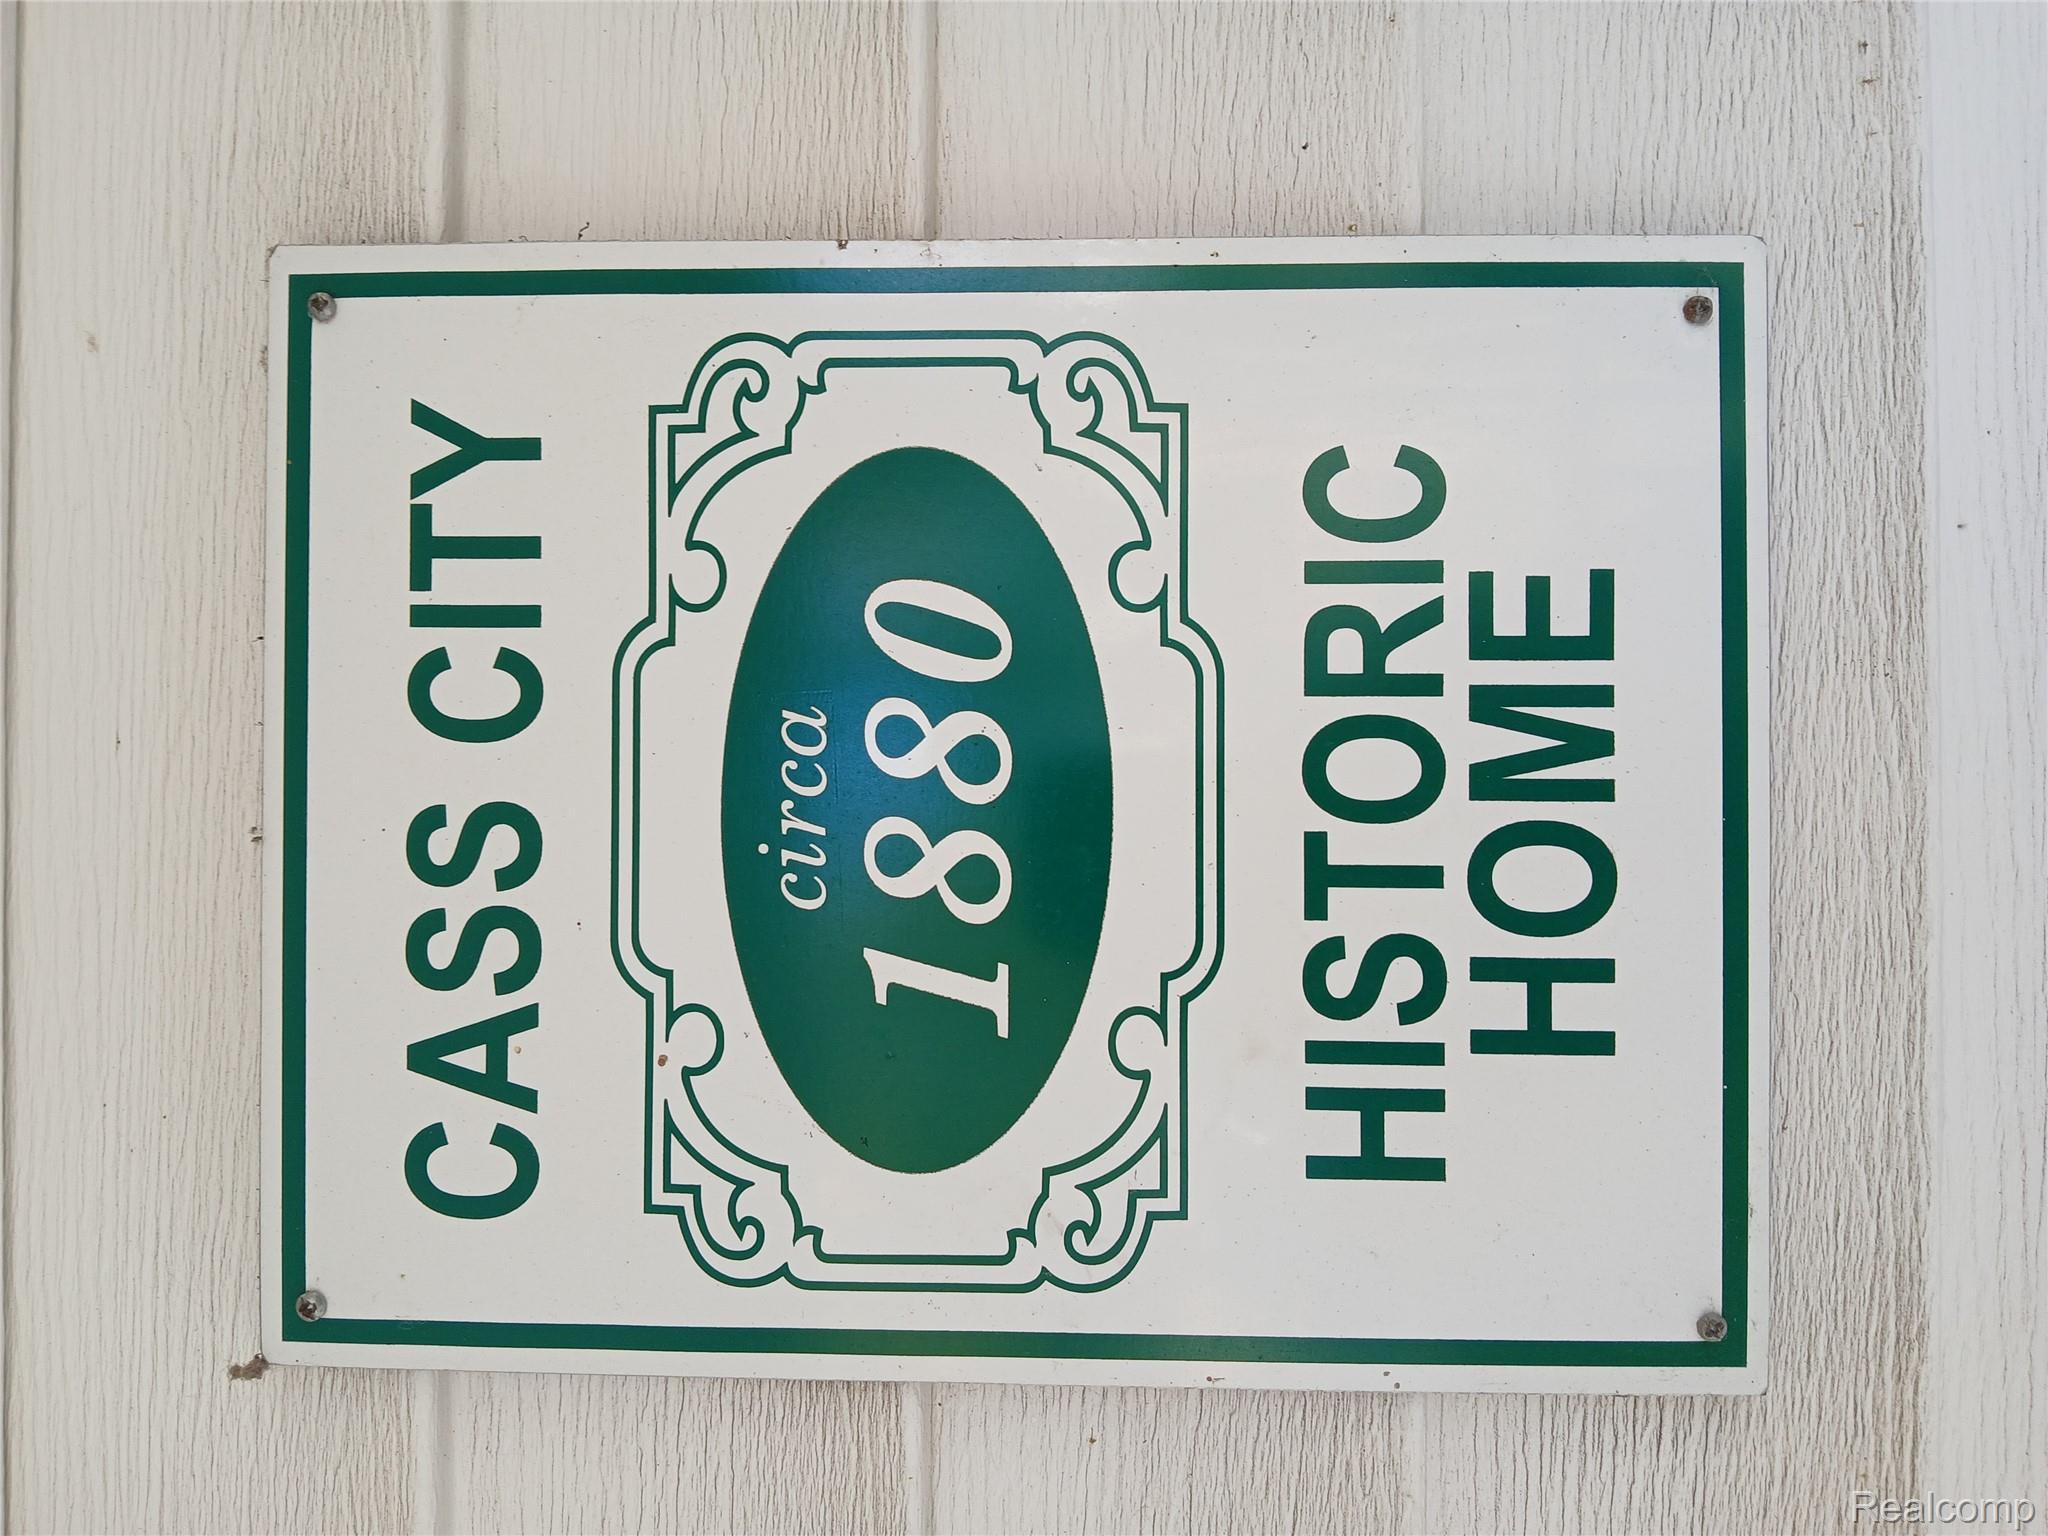 CASS CITY
circa
1880
HISTORIC
HOME
Realcomp